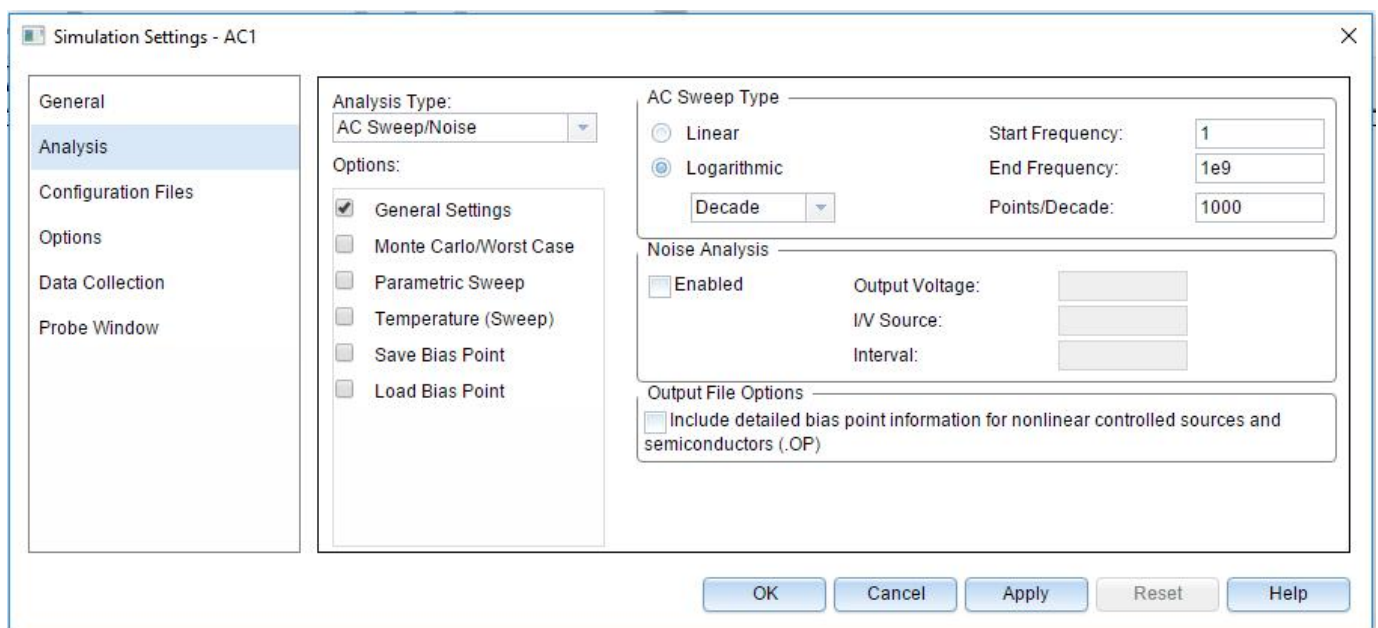 Simulation Settings - AC1
General
Analysis
Configuration Files
Options
Data Collection
Probe Window
Analysis Type:
AC Sweep/Noise
Options:
General Settings
Monte Carlo/Worst Case
Parametric Sweep
Temperature (Sweep)
Save Bias Point
Load Bias Point
AC Sweep Type
Linear
Logarithmic
Decade
Start Frequency: 1
End Frequency: 1e9
Points/Decade: 1000
Noise Analysis
Enabled
Output Voltage:
I/V Source:
Interval:
Output File Options
Include detailed bias point information for nonlinear controlled sources and
semiconductors (.OP)
OK Cancel Apply Reset Help